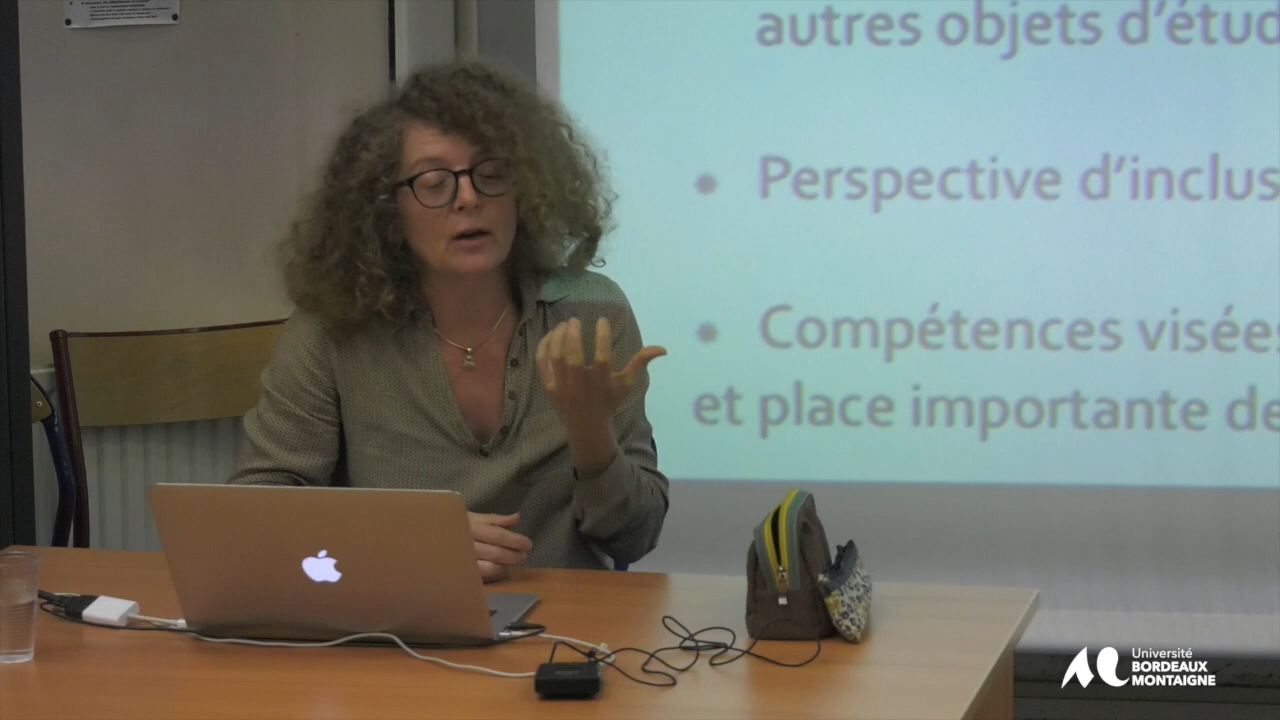 autres objets d'étud
Perspective d'inclus
Compétences visées
et place importante de
Université
BORDEAUX
MONTAIGNE